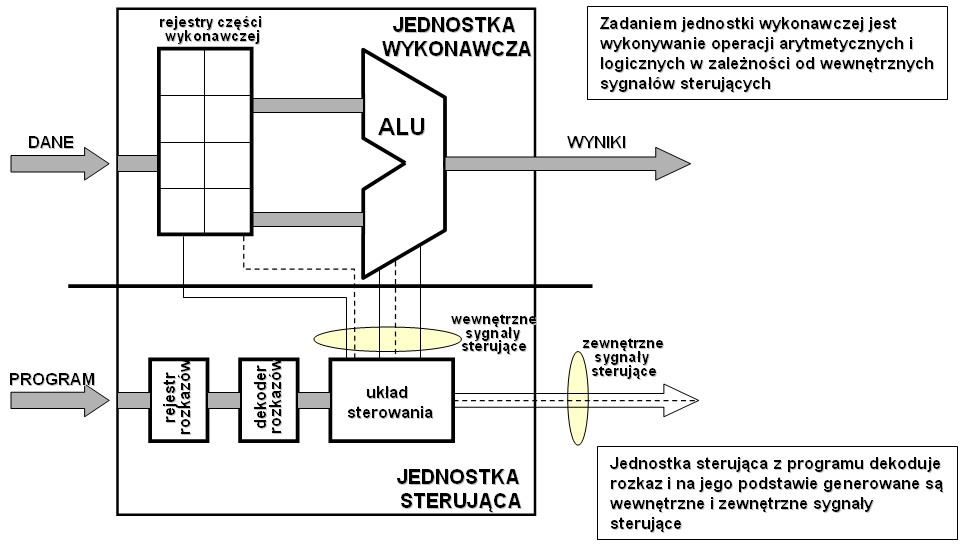 rejestry części
wykonawczej
JEDNOSTKA
WYKONAWCZA
Zadaniem jednostki wykonawczej jest
wykonywanie operacji arytmetycznych i
logicznych w zależności od wewnętrznych
sygnałów sterujących
ALU
DANE
WYNIKI
wewnętrzne
sygnały
sterujące
zewnętrzne
sygnały
sterujące
PROGRAM
rejestr
rozkazów
dekoder
rozkazów
układ
sterowania
JEDNOSTKA
STERUJĄCA
Jednostka sterująca z programu dekoduje
rozkaz i na jego podstawie generowane są
wewnętrzne i zewnętrzne sygnały
sterujące